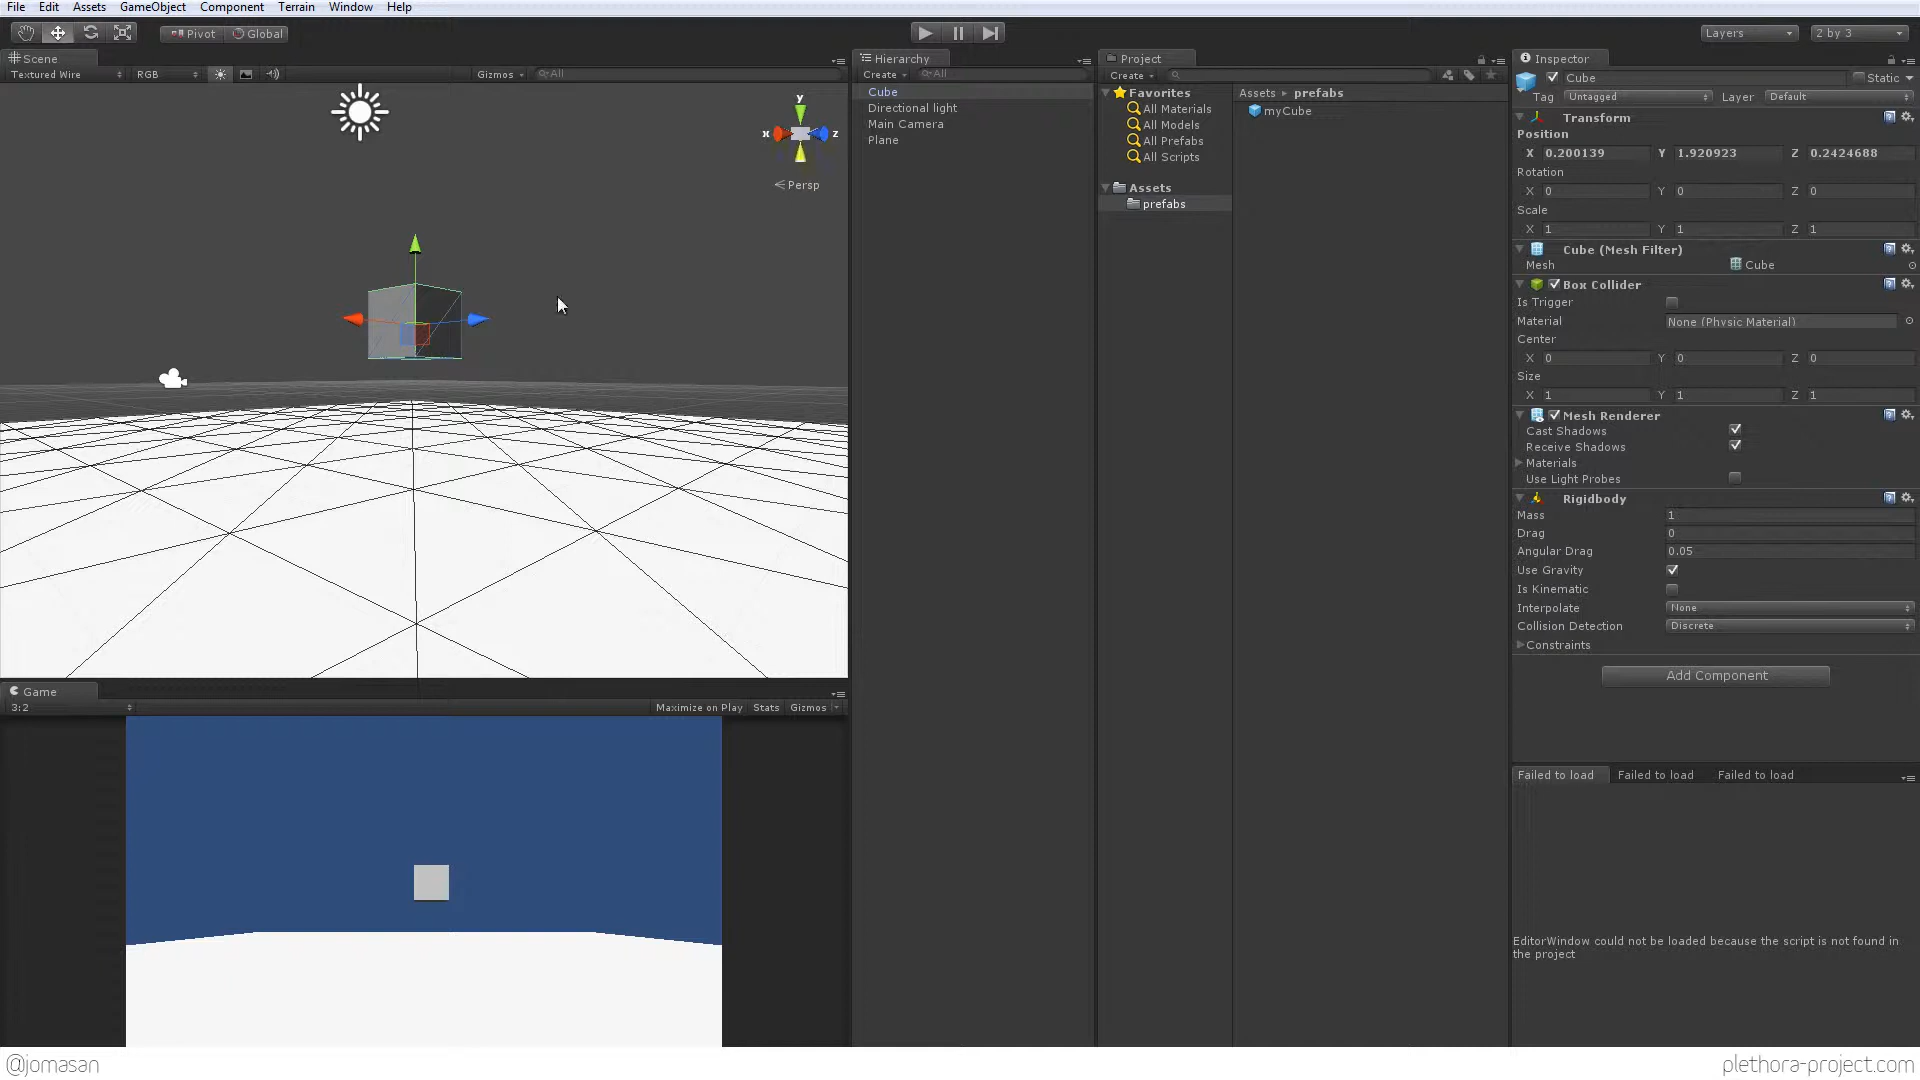 File Edit Assets GameObject Component Terrain Window Help
Pivot Global Layers 2 by 3
Scene
Textured Wire RGB Gizmos All
y
x z
Persp
Game
3:2 Maximize on Play Stats Gizmos
Hierarchy
Create All
Cube
Directional light
Main Camera
Plane
Project
Create
Favorites
All Materials
All Models
All Prefabs
All Scripts
Assets
prefabs
Assets prefabs
myCube
Inspector
Cube Static
Tag Untagged Layer Default
Transform
Position
X 0.200139 Y 1.920923 Z 0.2424688
Rotation
X 0 Y 0 Z 0
Scale
X 1 Y 1 Z 1
Cube (Mesh Filter)
Mesh Cube
Box Collider
Is Trigger
Material None (Physic Material)
Center
X 0 Y 0 Z 0
Size
X 1 Y 1 Z 1
Mesh Renderer
Cast Shadows
Receive Shadows
Materials
Use Light Probes
Rigidbody
Mass 1
Drag 0
Angular Drag 0.05
Use Gravity
Is Kinematic
Interpolate None
Collision Detection Discrete
Constraints
Add Component
Failed to load Failed to load Failed to load
EditorWindow could not be loaded because the script is not found in
the project
@jomasan
plethora-project.com